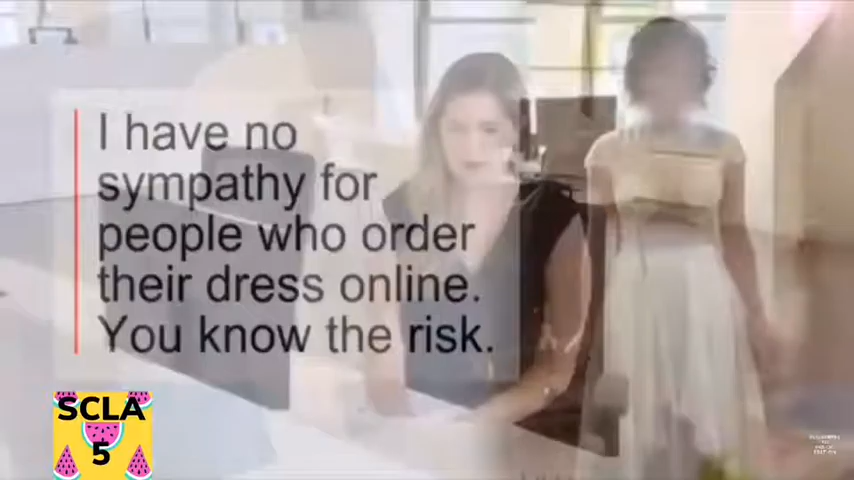 I have no
sympathy for
people who order
their dress online.
You know the risk.
SCLA
5